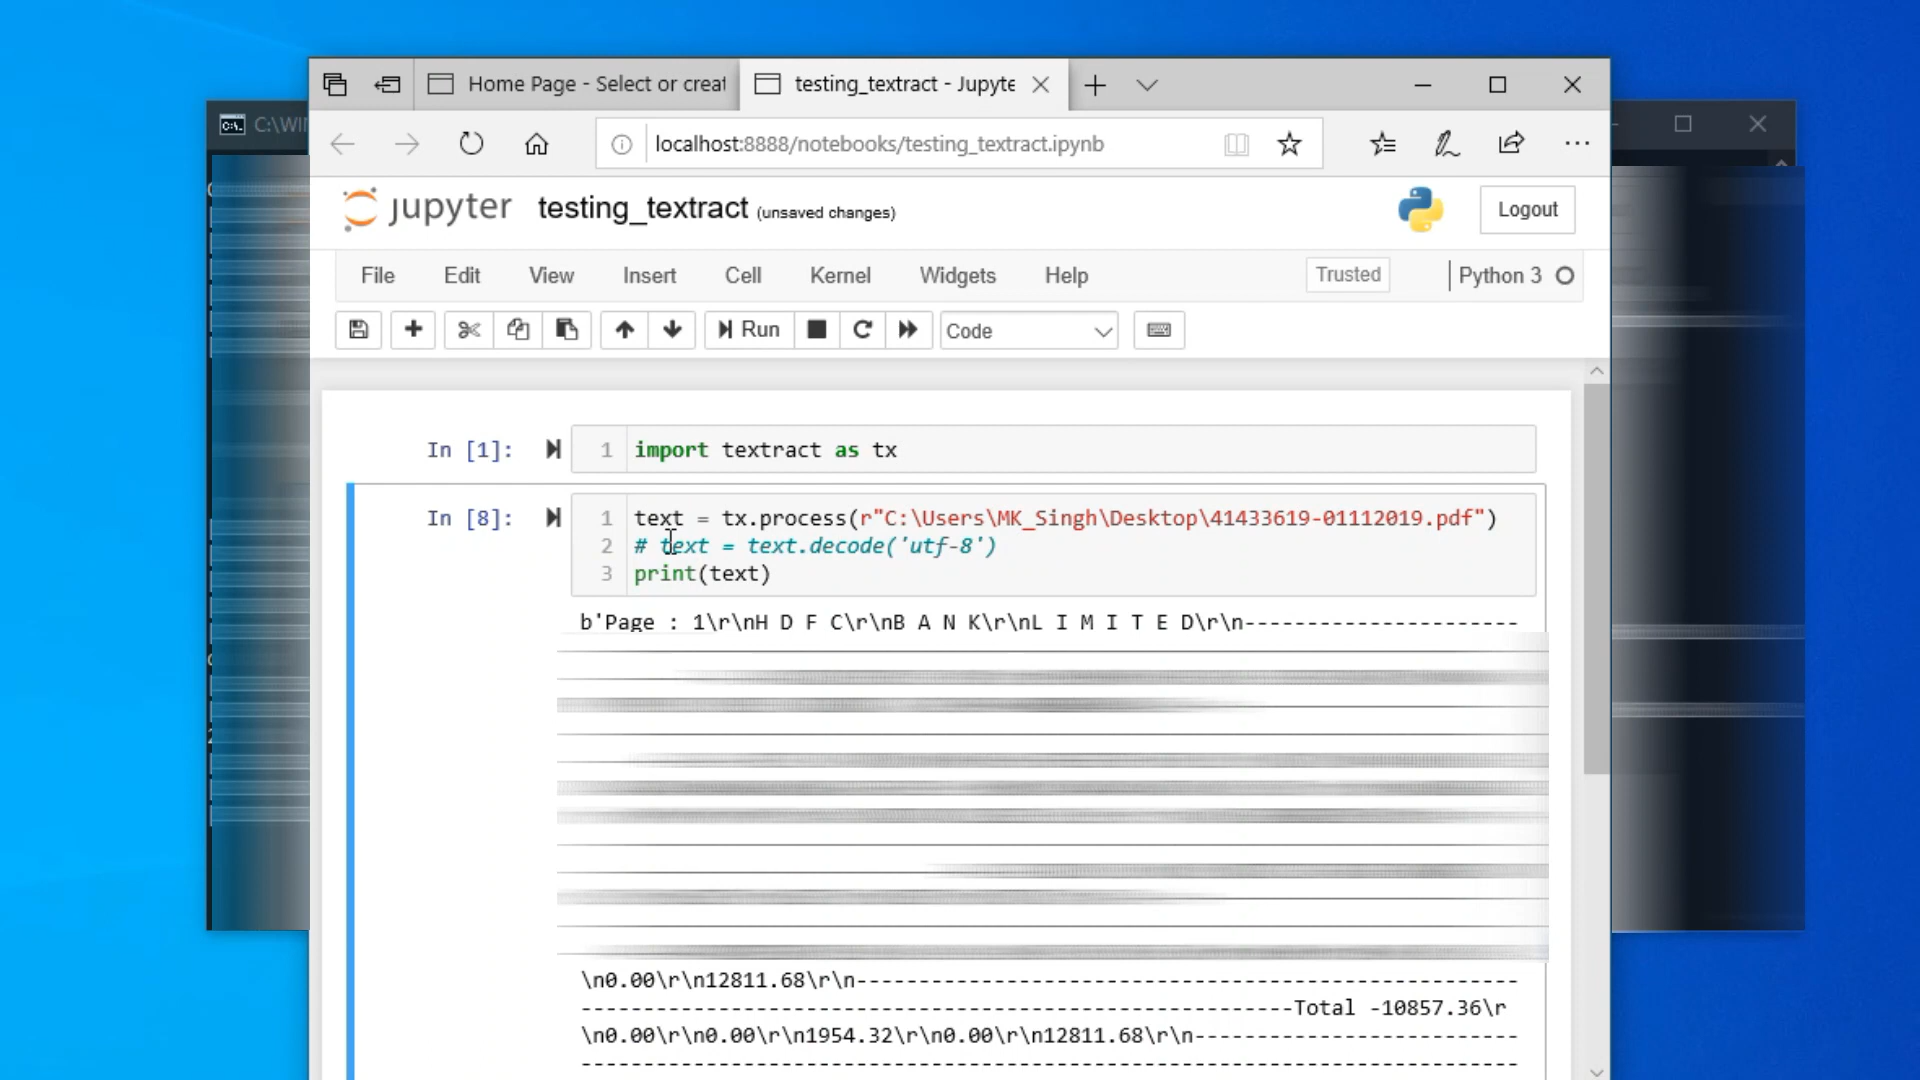 C:\WIN
Home Page - Select or creat
testing_textract - Jupyte
localhost:8888/notebooks/testing_textract.ipynb
jupyter testing_textract (unsaved changes)
Logout
File Edit View Insert Cell Kernel Widgets Help
Trusted
Python 3
Run
Code
In [1]:
1 import textract as tx
In [8]:
1 text = tx.process(r"C:\Users\MK_Singh\Desktop\41433619-01112019.pdf")
2 # text = text.decode('utf-8')
3 print(text)
b'Page : 1\r\nH D F C\r\nB A N K\r\nL I M I T E D\r\n----------------------
\n0.00\r\n12811.68\r\n-----------------------------------------------------
---------------------------------------------------------Total -10857.36\r
\n0.00\r\n0.00\r\n1954.32\r\n0.00\r\n12811.68\r\n--------------------------
---------------------------------------------------------------------------